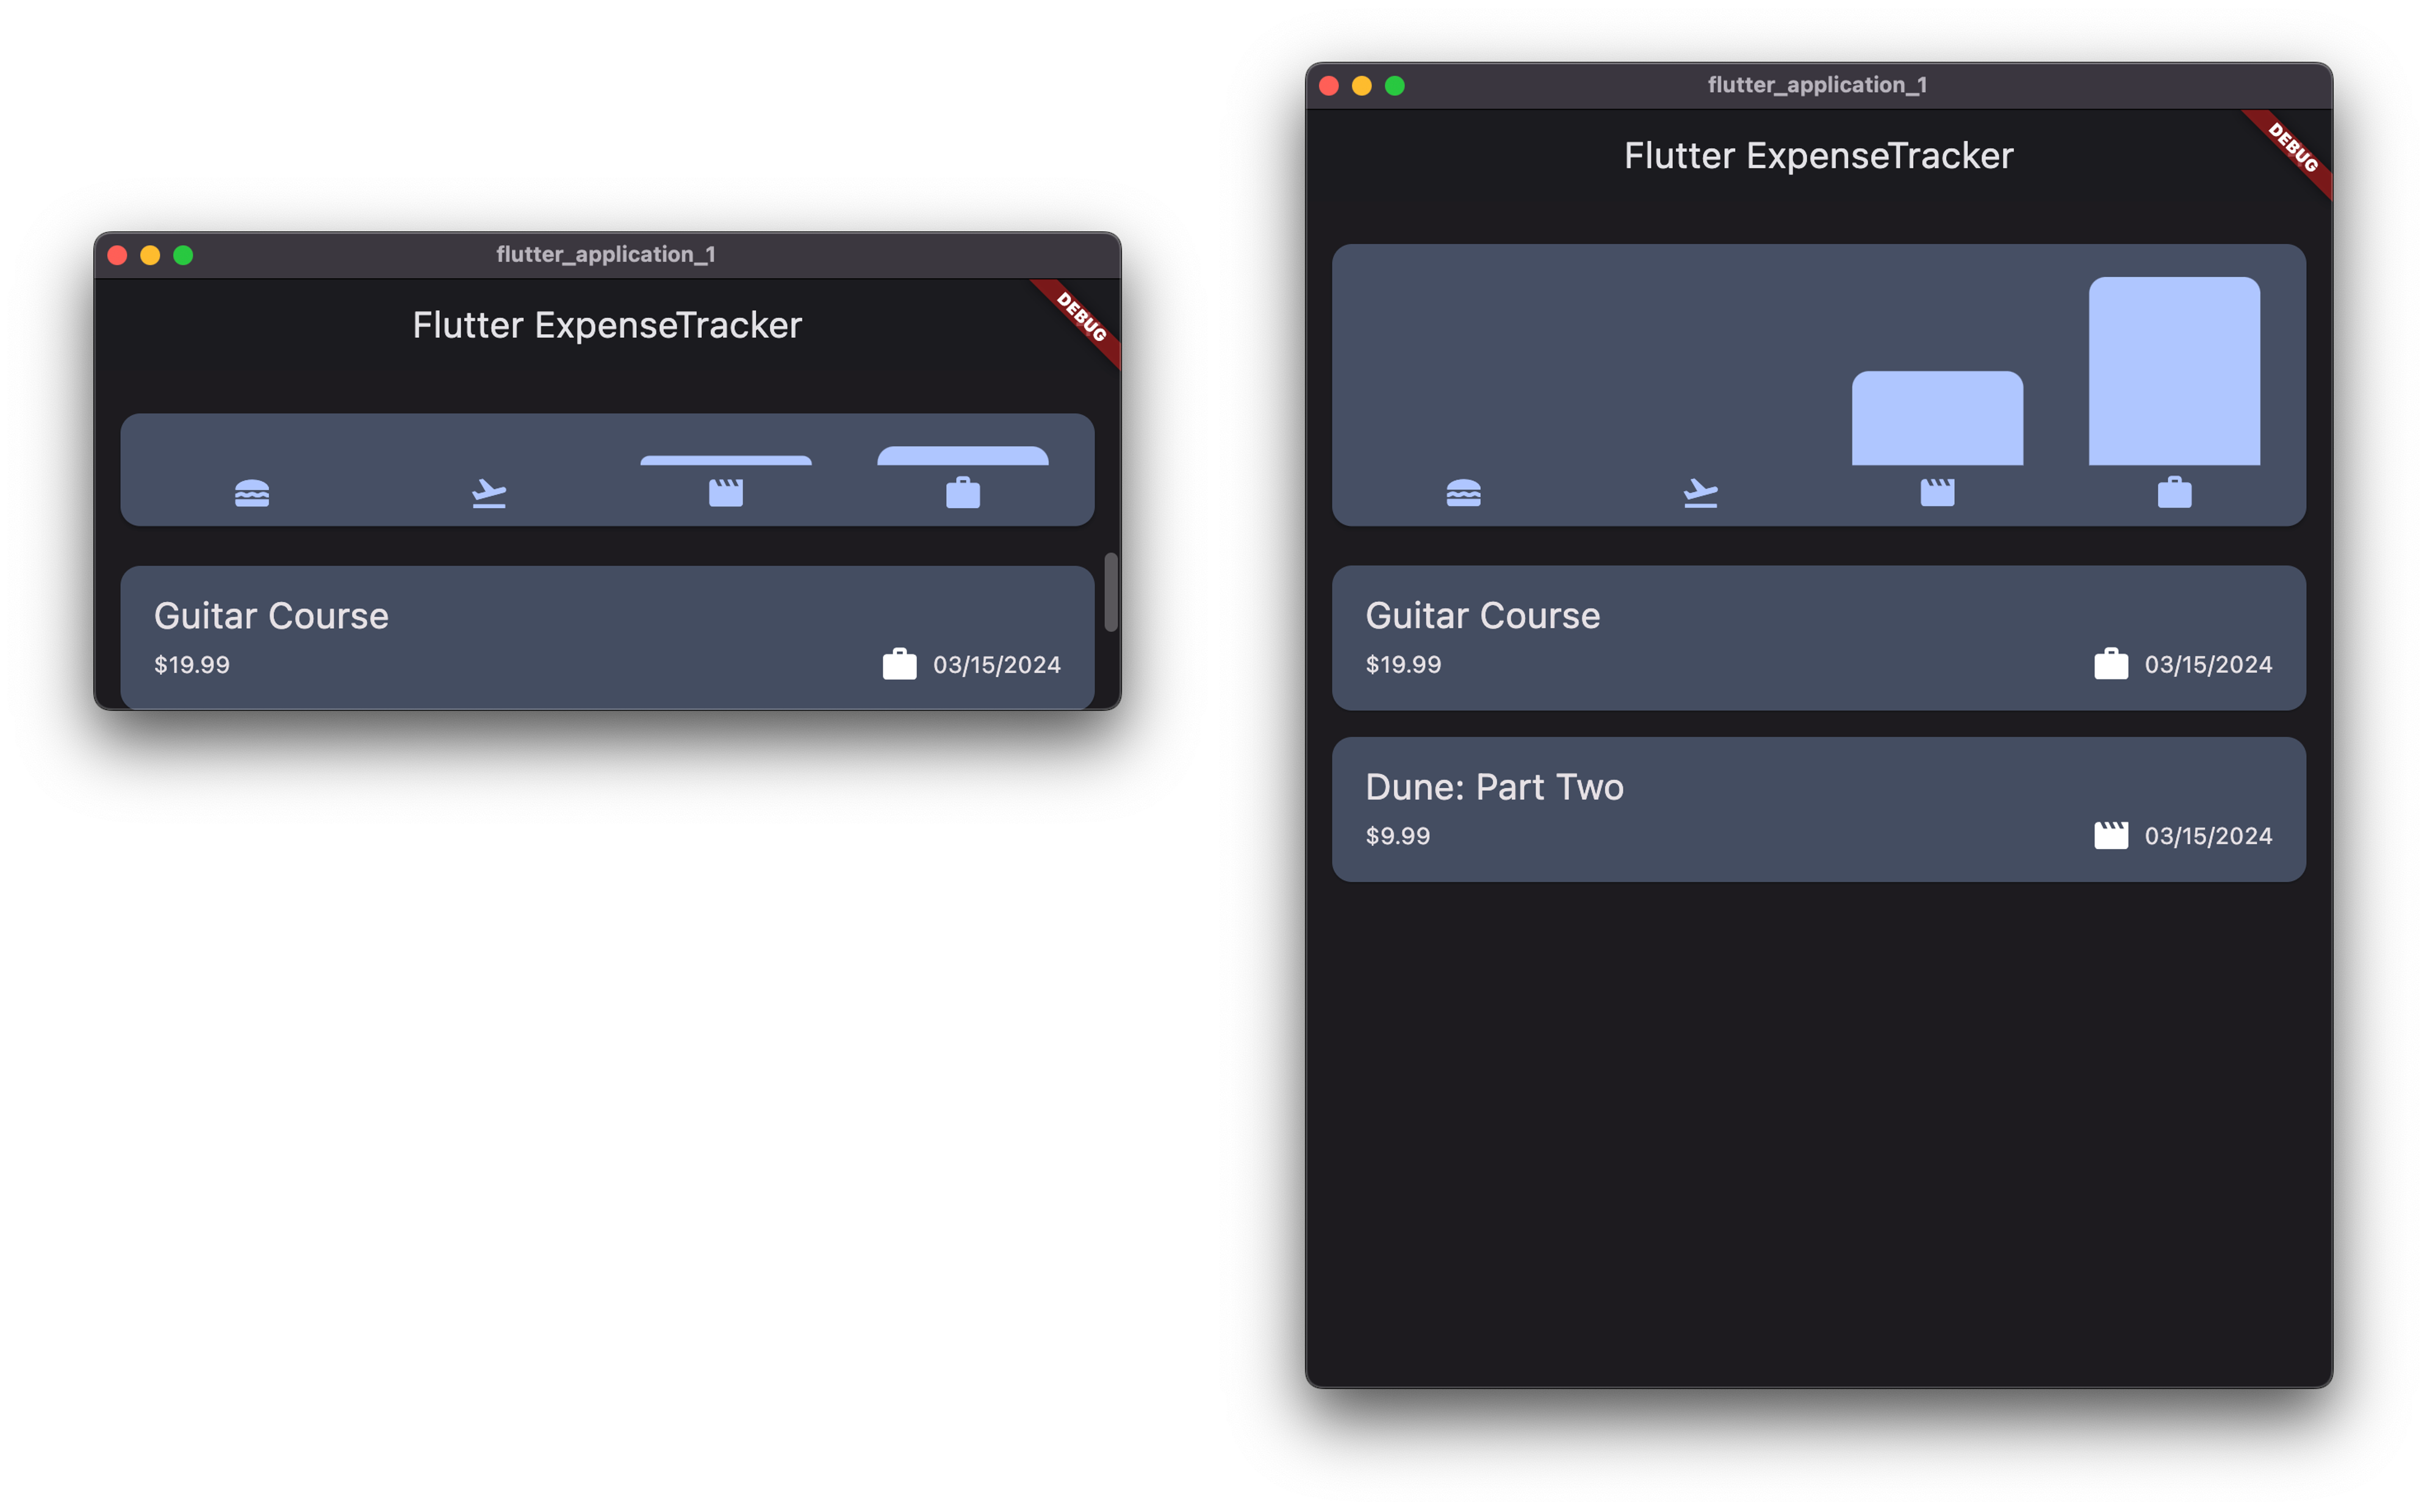 flutter_application_1
DEBUG
Flutter ExpenseTracker
Guitar Course
$19.99
03/15/2024
flutter_application_1
DEBUG
Flutter ExpenseTracker
Guitar Course
$19.99
03/15/2024
Dune: Part Two
$9.99
03/15/2024